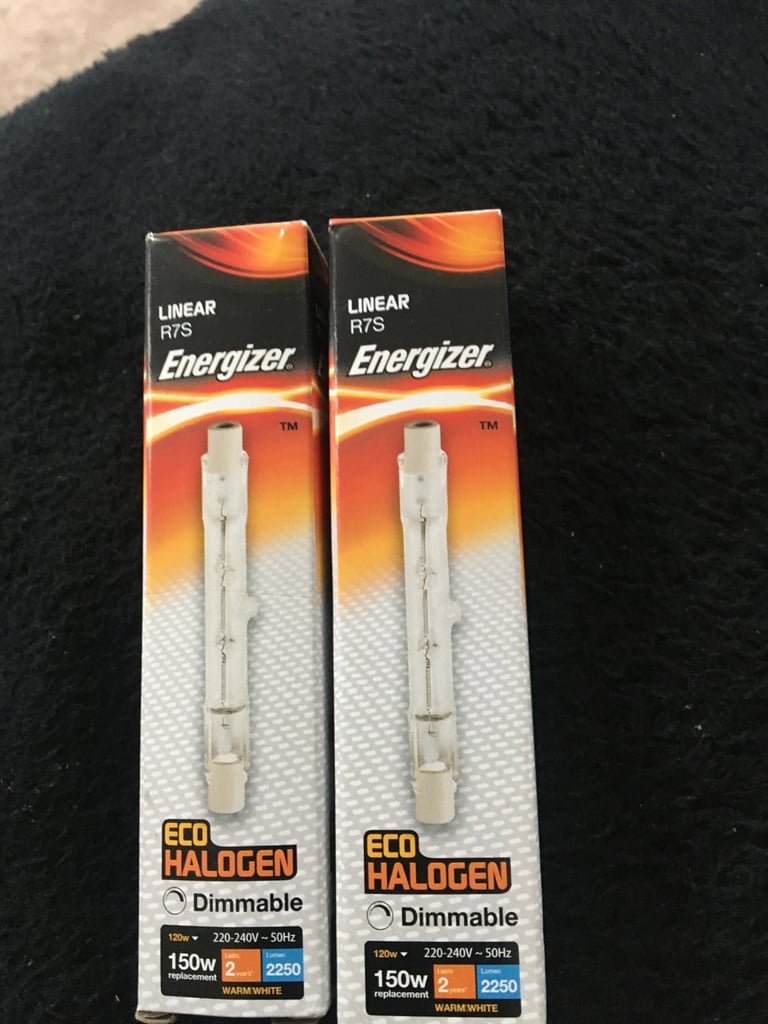 LINEAR
R7S
Energizer®
TM
ECO
HALOGEN
Dimmable
120w 220-240V ~ 50Hz
150w
replacement
Lasts
2 years*
Lumen
2250
WARM WHITE
LINEAR
R7S
Energizer®
TM
ECO
HALOGEN
Dimmable
120w 220-240V ~ 50Hz
150w
replacement
Lasts
2 years*
Lumen
2250
WARM WHITE